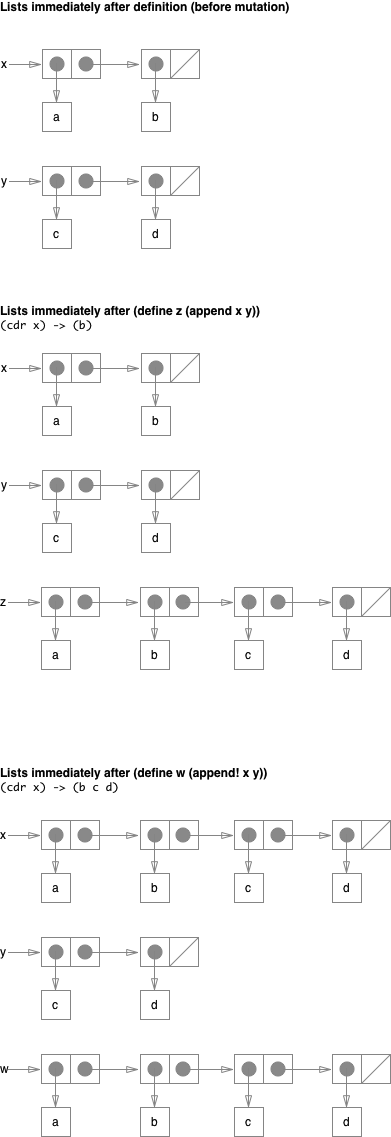 Lists immediately after definition (before mutation)
x
a b
y
c d
Lists immediately after (define z (append x y))
(cdr x) -> (b)
x
a b
y
c d
z
a b c d
Lists immediately after (define w (append! x y))
(cdr x) -> (b c d)
x
a b c d
y
c d
w
a b c d